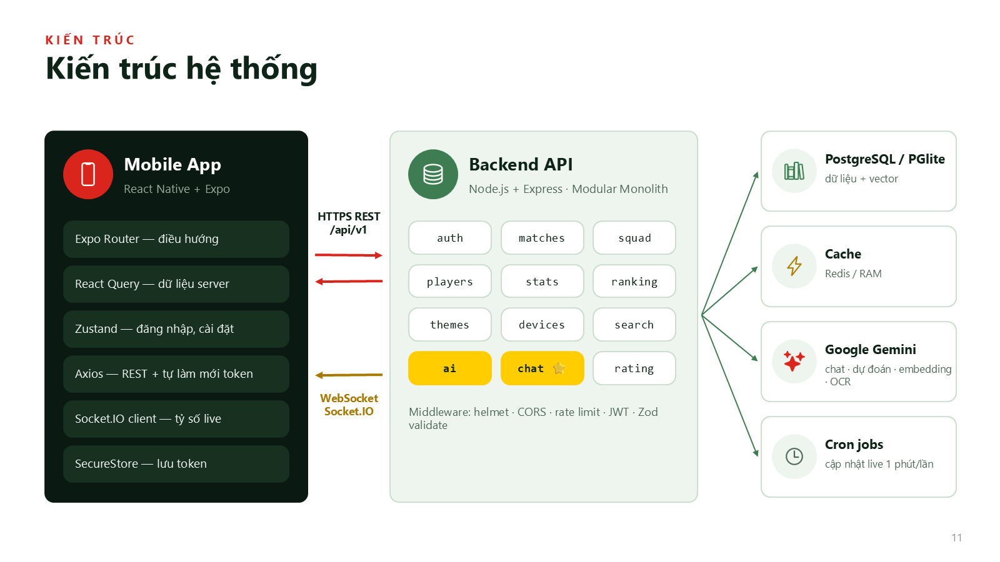 KIẾN TRÚC
Kiến trúc hệ thống
Mobile App
React Native + Expo
Expo Router — điều hướng
React Query — dữ liệu server
Zustand — đăng nhập, cài đặt
Axios — REST + tự làm mới token
Socket.IO client — tỷ số live
SecureStore — lưu token
HTTPS REST
/api/v1
WebSocket
Socket.IO
Backend API
Node.js + Express · Modular Monolith
auth
matches
squad
players
stats
ranking
themes
devices
search
ai
chat ⭐
rating
Middleware: helmet · CORS · rate limit · JWT · Zod
validate
PostgreSQL / PGlite
dữ liệu + vector
Cache
Redis / RAM
Google Gemini
chat · dự đoán · embedding
· OCR
Cron jobs
cập nhật live 1 phút/lần
11